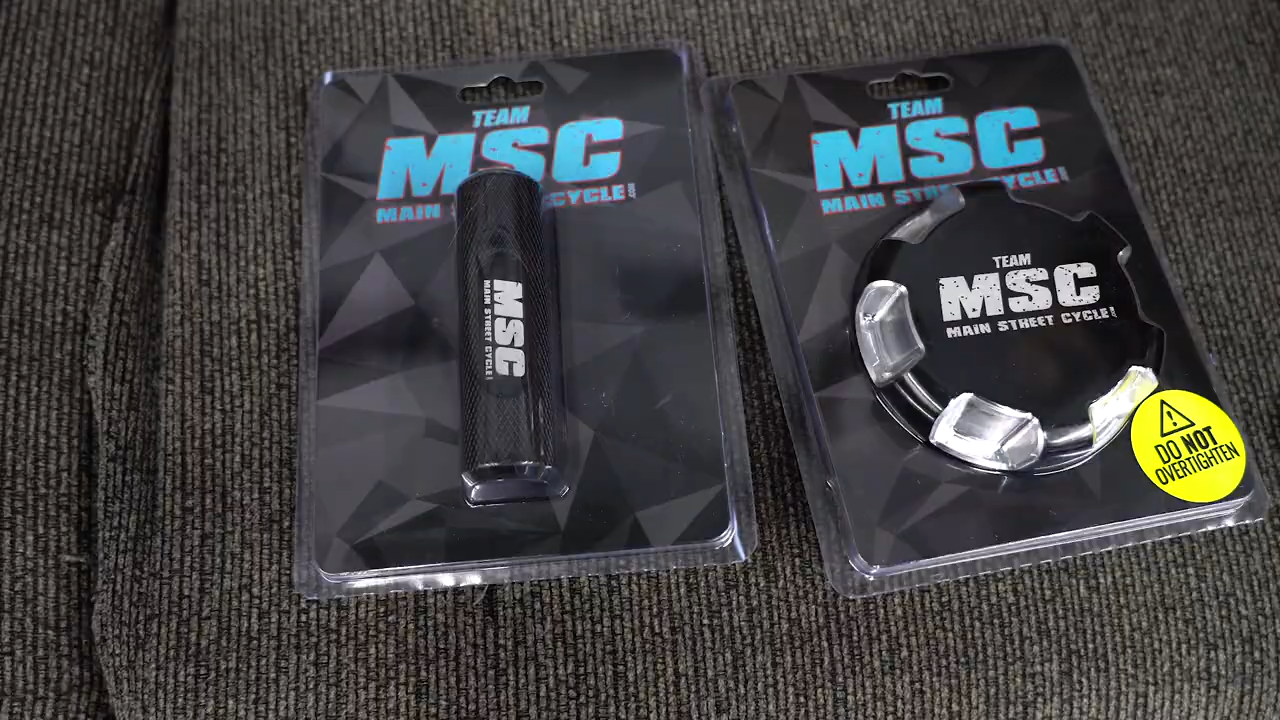 TEAM
MSC
MAIN CYCLE.COM
MSC
MAIN STREET CYCLE
TEAM
MSC
MAIN STREET CYCLE
TEAM
MSC
MAIN STREET CYCLE
DO NOT
OVERTIGHTEN